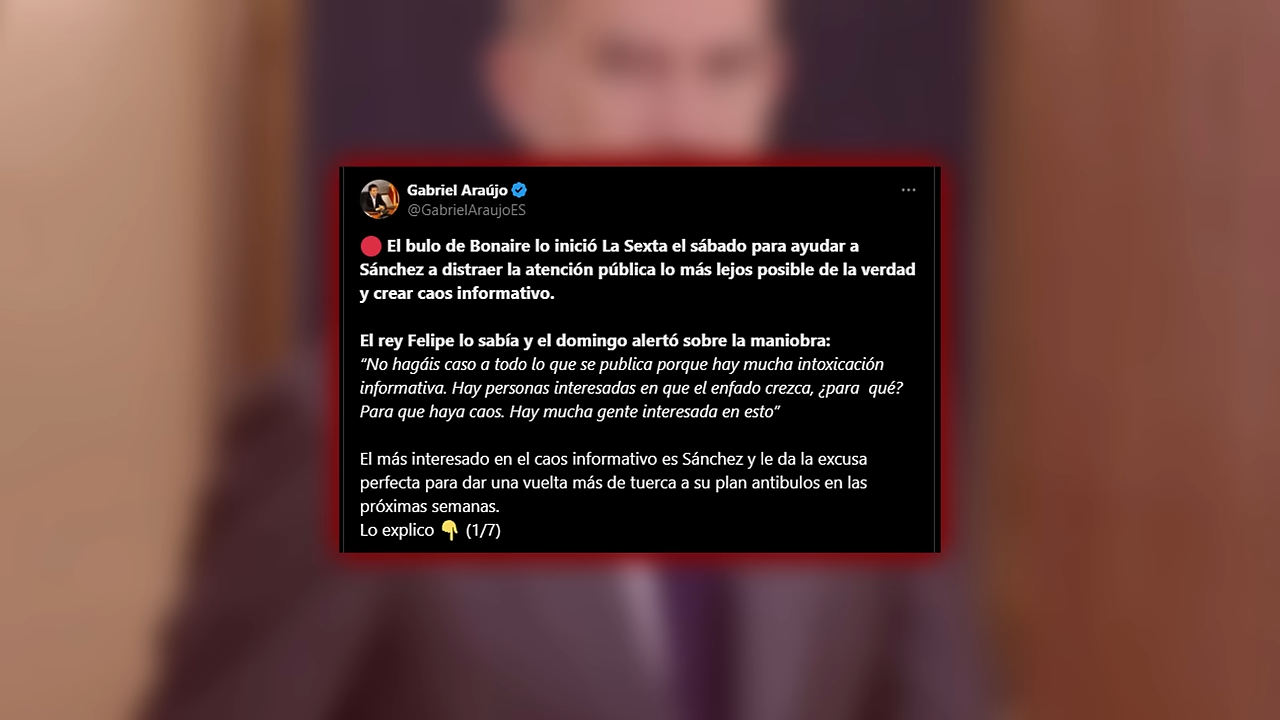 Gabriel Araújo
@GabrielAraujoES
El bulo de Bonaire lo inició La Sexta el sábado para ayudar a
Sánchez a distraer la atención pública lo más lejos posible de la verdad
y crear caos informativo.
El rey Felipe lo sabía y el domingo alertó sobre la maniobra:
“No hagáis caso a todo lo que se publica porque hay mucha intoxicación
informativa. Hay personas interesadas en que el enfado crezca, ¿para qué?
Para que haya caos. Hay mucha gente interesada en esto”
El más interesado en el caos informativo es Sánchez y le da la excusa
perfecta para dar una vuelta más de tuerca a su plan antibulos en las
próximas semanas.
Lo explico 👇 (1/7)